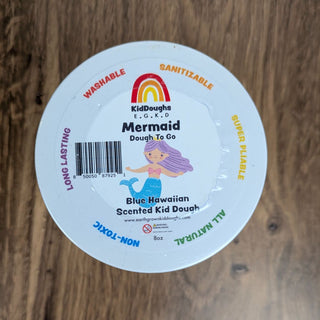 KidDoughs
E.G.K.D
Mermaid
Dough To Go
WASHABLE
SANITIZABLE
SUPER PLIABLE
ALL NATURAL
NON-TOXIC
LONG LASTING
Blue Hawaiian
Scented Kid Dough
8oz